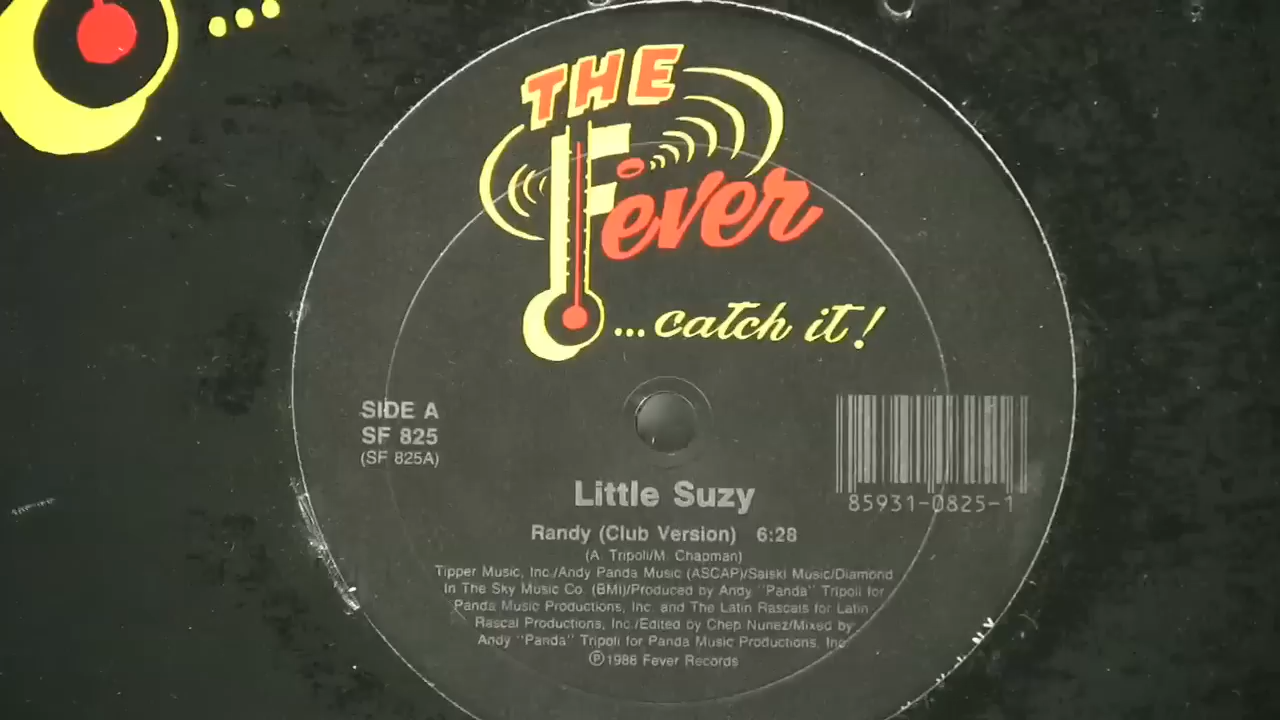 THE
Fever
...catch it!
SIDE A
SF 825
(SF 825A)
85931-0825-1
Little Suzy
Randy (Club Version) 6:28
(A. Tripoli/M. Chapman)
Tipper Music, Inc./Andy Panda Music (ASCAP)/Saiski Music/Diamond
In The Sky Music Co. (BMI)/Produced by Andy "Panda" Tripoli for
Panda Music Productions, Inc. and The Latin Rascals for Latin
Rascal Productions, Inc./Edited by Chep Nunez/Mixed by
Andy "Panda" Tripoli for Panda Music Productions, Inc.
℗1988 Fever Records